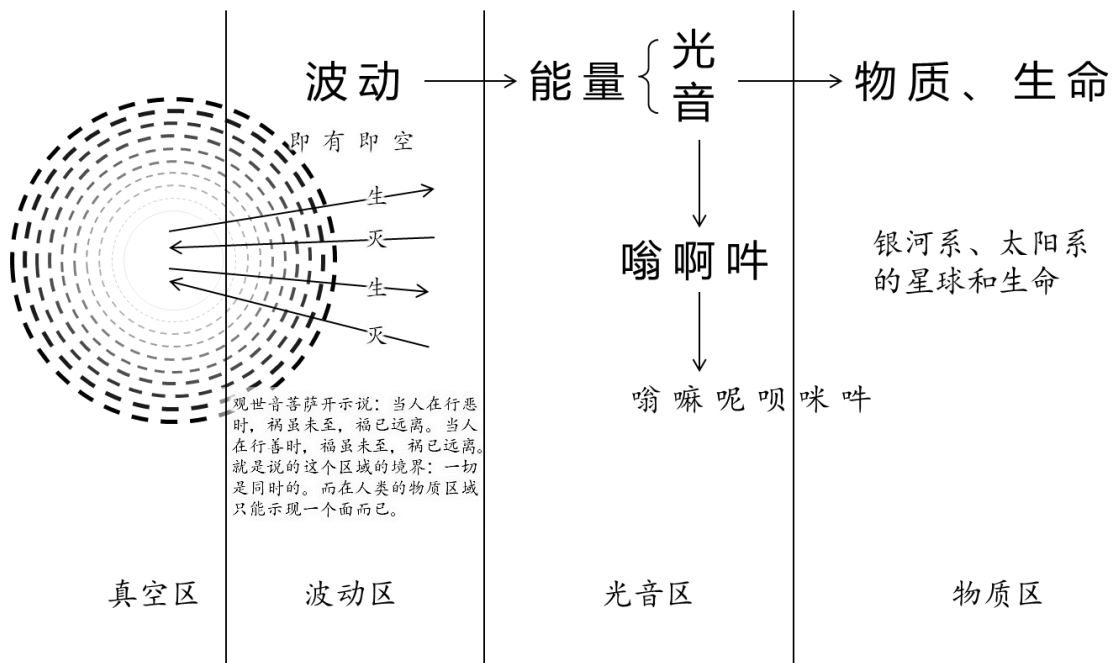 波动
能量
光
音
物质、生命
即有即空
生
灭
生
灭
嗡啊吽
银河系、太阳系
的星球和生命
嗡嘛呢呗咪吽
观世音菩萨开示说：当人在行恶
时，祸虽未至，福已远离。当人
在行善时，福虽未至，祸已远离。
就是说的这个区域的境界：一切
是同时的。而在人类的物质区域
只能示现一个面而已。
真空区
波动区
光音区
物质区